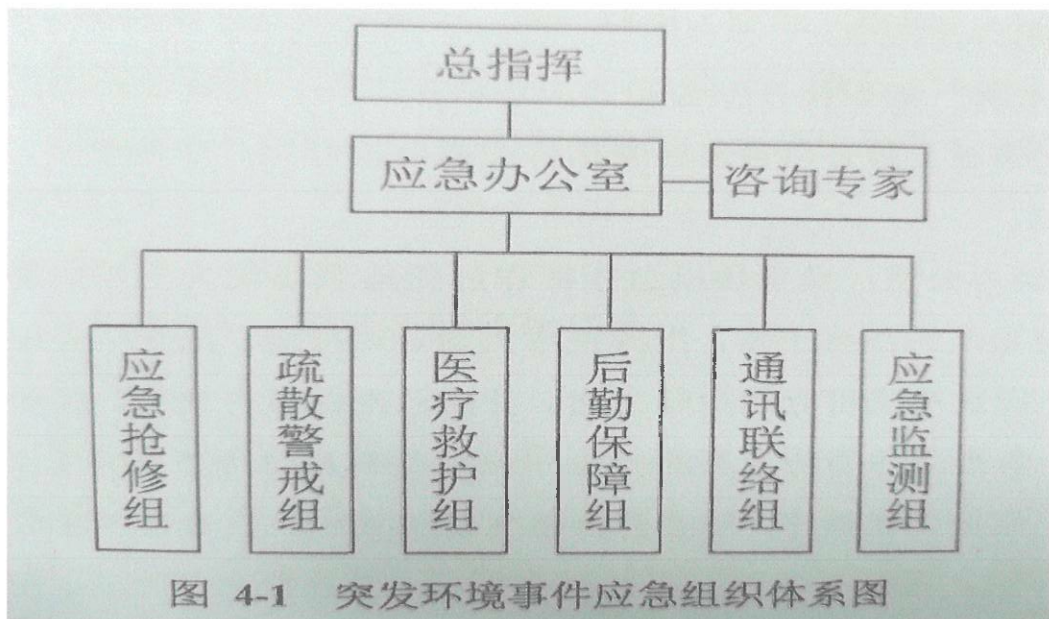 总指挥
应急办公室
咨询专家
应急抢修组
疏散警戒组
医疗救护组
后勤保障组
通讯联络组
应急监测组
图 4-1 突发环境事件应急组织体系图